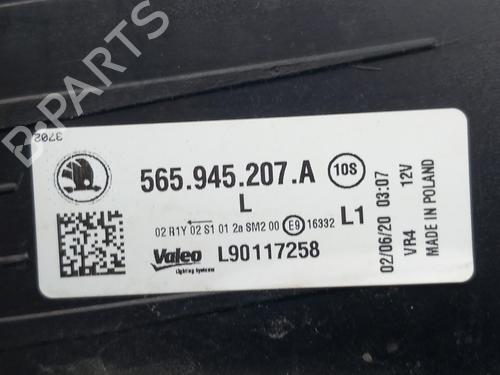 B-PARTS
3702
565.945.207.A 10S
L
02 R1Y 02 S1 01 2a SM2 00 E9 16332 L1
Valeo L90117258
Lighting Systems
02/06/20 03:07
VR4 12V
MADE IN POLAND